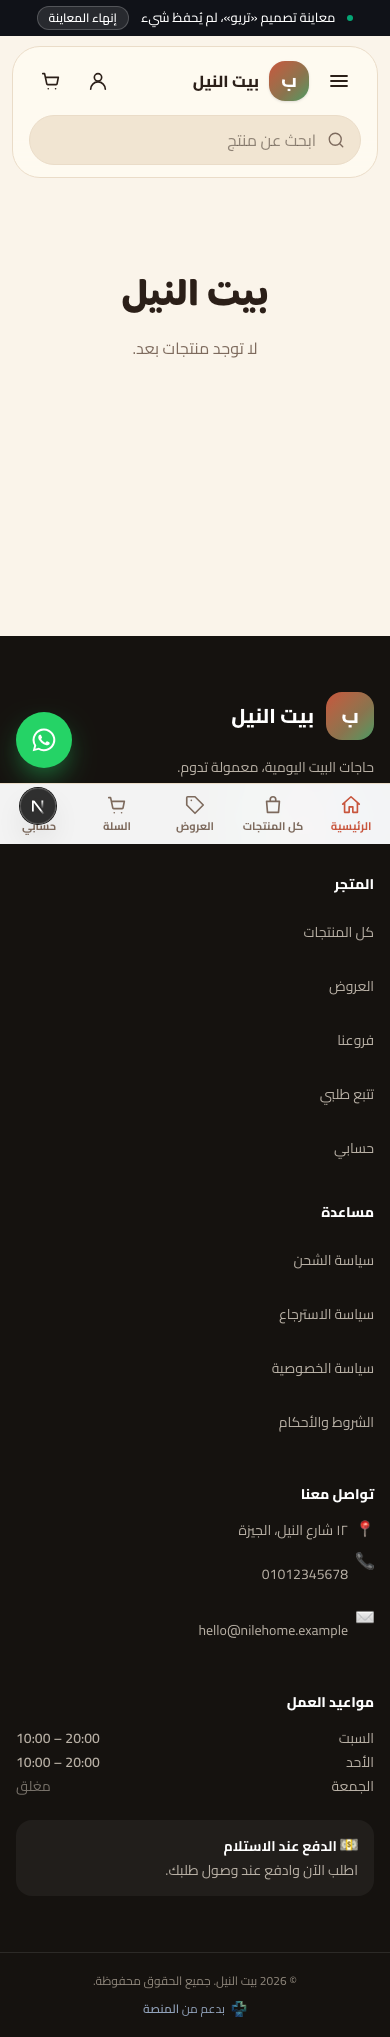 معاينة تصميم «تريو»، لم يُحفظ شيء
إنهاء المعاينة
ب
بيت النيل
ابحث عن منتج
بيت النيل
لا توجد منتجات بعد.
ب
بيت النيل
حاجات البيت اليومية، معمولة تدوم.
الرئيسية
كل المنتجات
العروض
السلة
حسابي
N
المتجر
كل المنتجات
العروض
فروعنا
تتبع طلبي
حسابي
مساعدة
سياسة الشحن
سياسة الاسترجاع
سياسة الخصوصية
الشروط والأحكام
تواصل معنا
📍 ١٢ شارع النيل، الجيزة
📞 01012345678
✉️ hello@nilehome.example
مواعيد العمل
السبت 10:00 – 20:00
الأحد 10:00 – 20:00
الجمعة مغلق
💵 الدفع عند الاستلام
اطلب الآن وادفع عند وصول طلبك.
© 2026 بيت النيل. جميع الحقوق محفوظة.
بدعم من المنصة